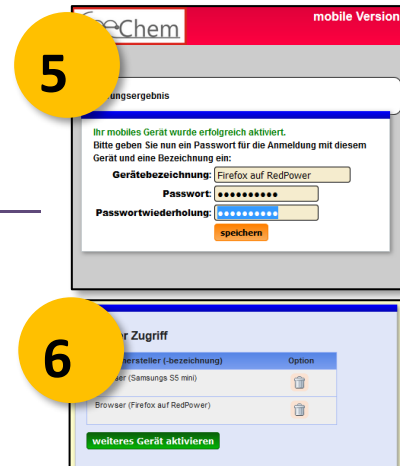 5
Chem
mobile Version
Ihr mobiles Gerät wurde erfolgreich aktiviert.
Bitte geben Sie nun ein Passwort für die Anmeldung mit diesem
Gerät und eine Bezeichnung ein:
Gerätebezeichnung: Firefox auf RedPower
Passwort: ●●●●●●●●●●
Passwortwiederholung: ●●●●●●●●●●
speichern
6
Zugriff
(-bezeichnung) Option
(Samsungs S5 mini)
Browser (Firefox auf RedPower)
weiteres Gerät aktivieren